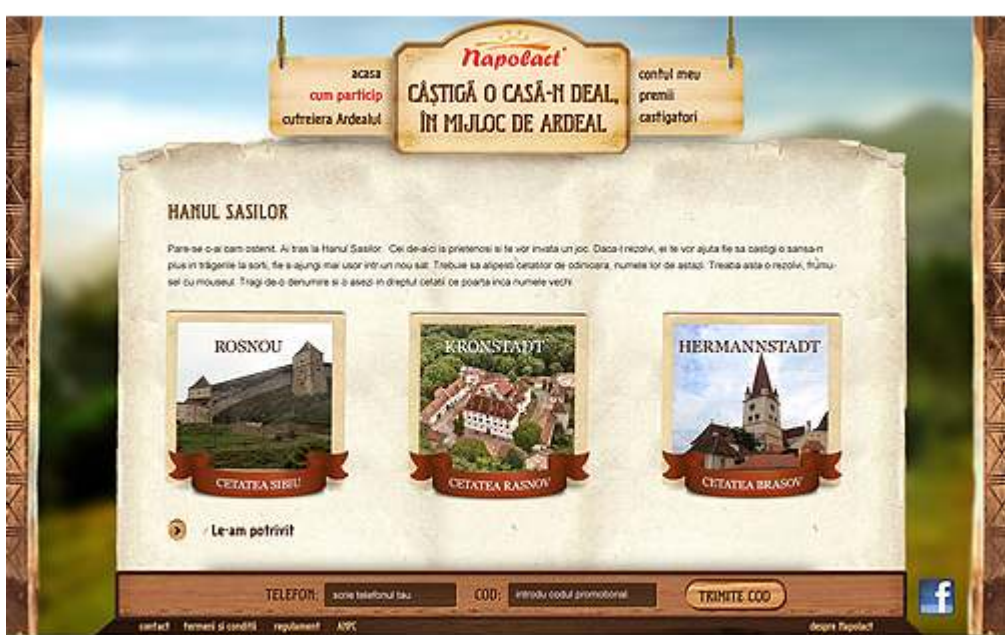 Napolact
acasa
cum particip
cutreiera Ardealul
CÂȘTIGĂ O CASĂ-N DEAL,
ÎN MIJLOC DE ARDEAL
contul meu
premii
castigatori
HANUL SASILOR
Pare-se c-ai cam ostenit. Ai tras la Hanul Sasilor. Cei de-aici is prietenosi si te vor invata un joc. Daca-l rezolvi, ei te vor ajuta fie sa castigi o sansa-n
plus in trăgerile la sorti, fie s-ajungi mai usor intr-un nou sat. Trebuie sa alipesti cetatilor de odinioara, numele lor de astazi. Treaba asta o rezolvi, frumu-
sel cu mouseul. Tragi de-o denumire si o asezi in dreptul cetatii ce poarta inca numele vechi.
ROSNOU
CETATEA SIBIU
KRONSTADT
CETATEA RASNOV
HERMANNSTADT
CETATEA BRASOV
Le-am potrivit
TELEFON: scrie telefonul tau COD: introdu codul promotional TRIMITE COD
f
contact termeni si conditii regulament ANPC despre Napolact